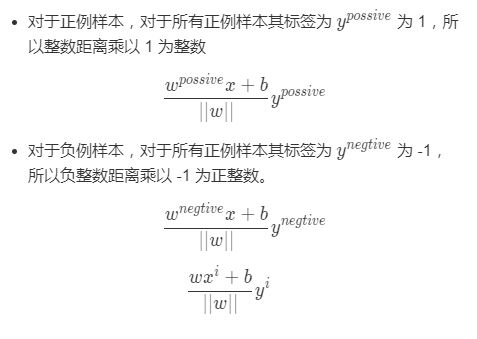 • 对于正例样本，对于所有正例样本其标签为 y^{possive} 为 1，所
以整数距离乘以 1 为整数
\frac{w^{possive}x + b}{||w||} y^{possive}
• 对于负例样本，对于所有正例样本其标签为 y^{negtive} 为 -1，
所以负整数距离乘以 -1 为正整数。
\frac{w^{negtive}x + b}{||w||} y^{negtive}
\frac{wx^{i} + b}{||w||} y^{i}